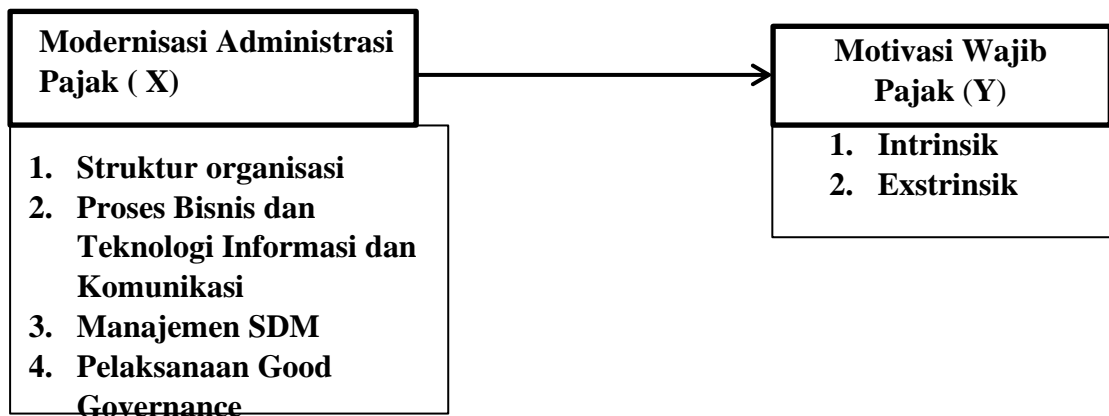 Modernisasi Administrasi
Pajak ( X)
1. Struktur organisasi
2. Proses Bisnis dan
Teknologi Informasi dan
Komunikasi
3. Manajemen SDM
4. Pelaksanaan Good
Governance
Motivasi Wajib
Pajak (Y)
1. Intrinsik
2. Exstrinsik